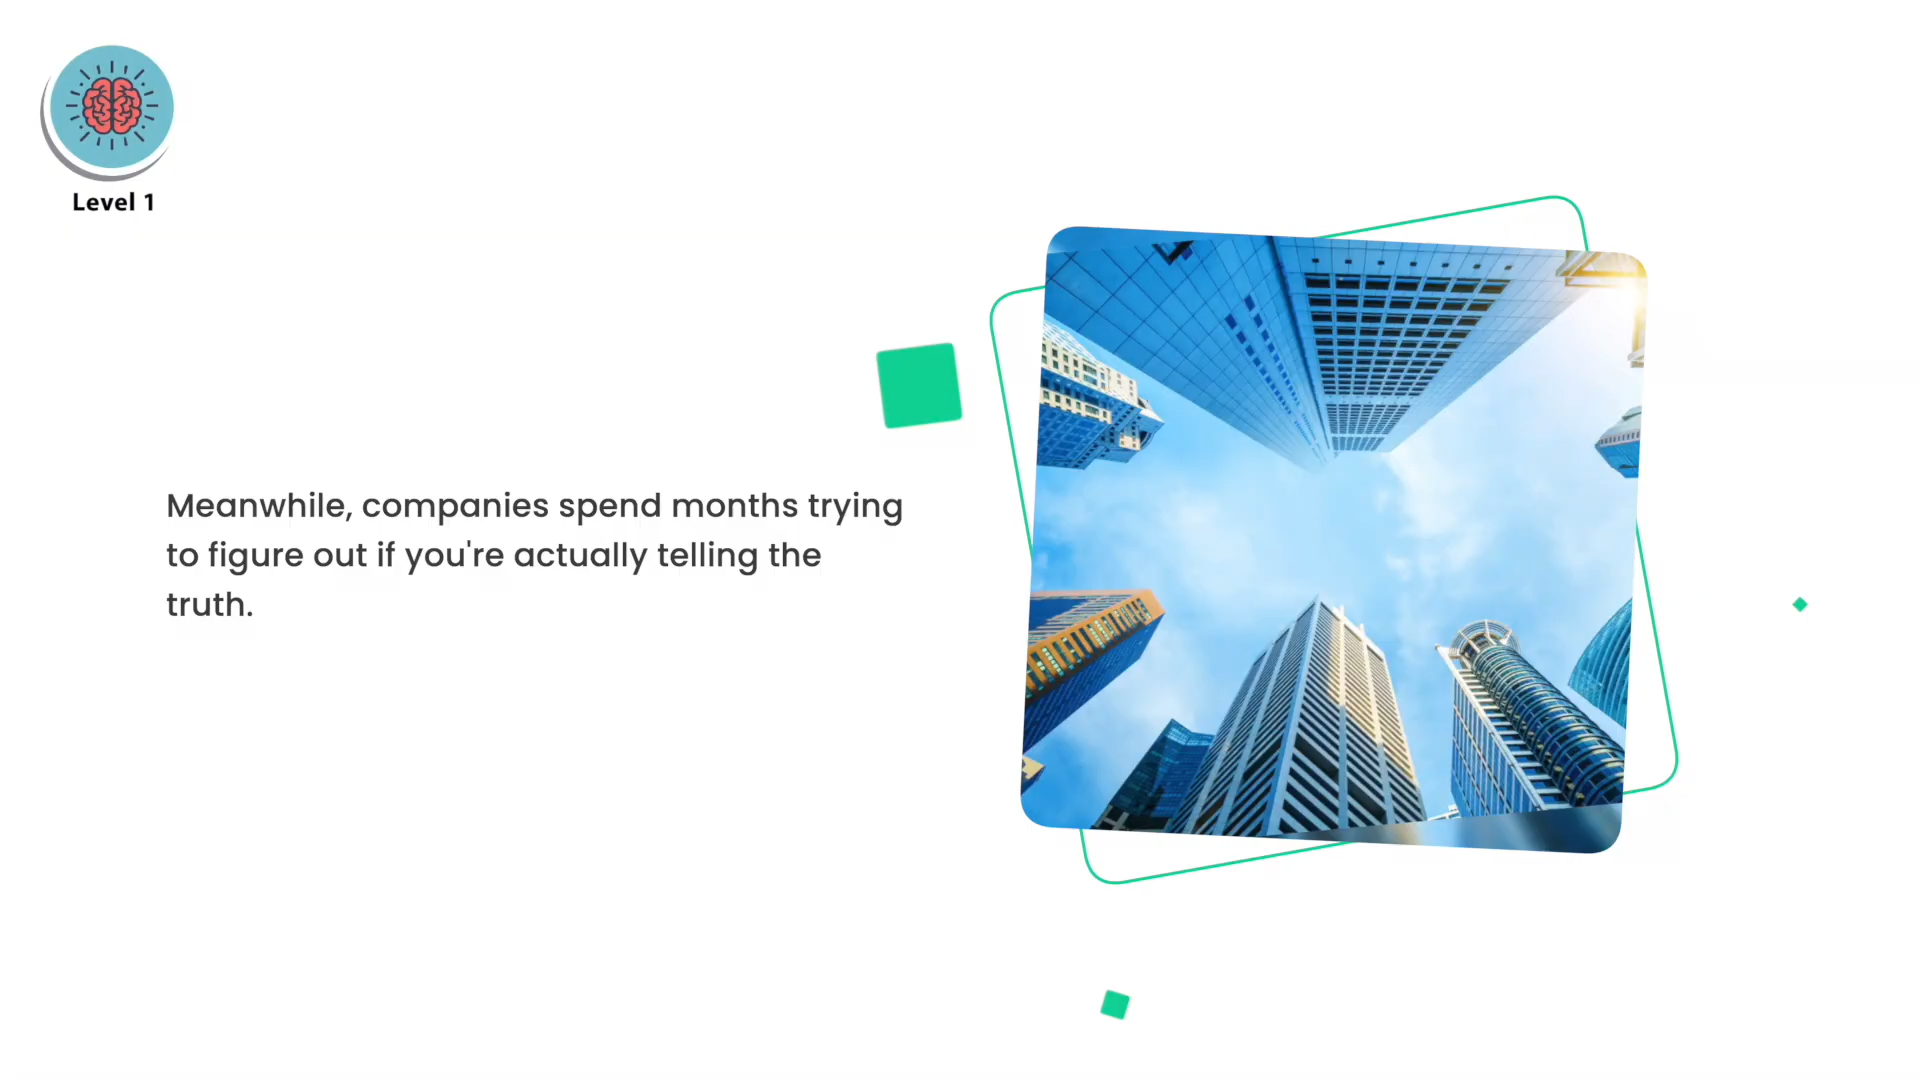 Level 1
Meanwhile, companies spend months trying
to figure out if you're actually telling the
truth.